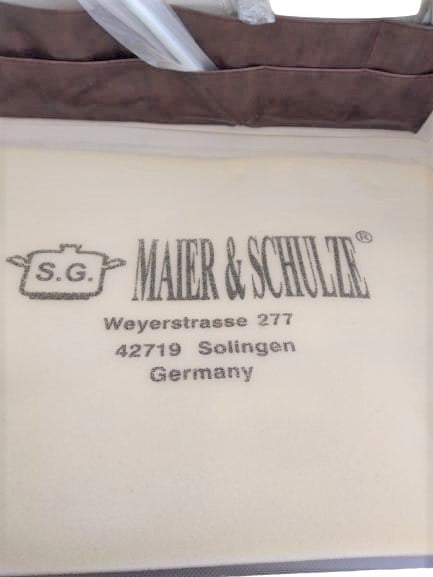 S.G. MAIER & SCHULZE®
Weyerstrasse 277
42719 Solingen
Germany